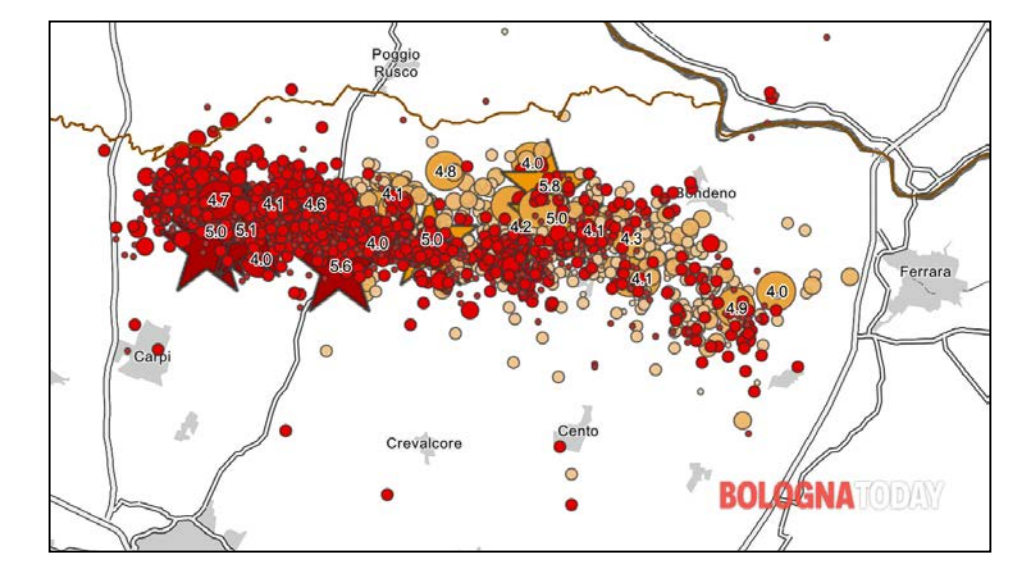 Poggio
Rusco
4.0
4.8
5.8
4.1
Bondeno
4.7
4.1
4.6
5.0
4.2
5.0
5.1
4.1
4.3
4.0
5.0
4.0
5.6
4.1
Ferrara
4.0
4.9
Carpi
Cento
Crevalcore
BOLOGNATODAY